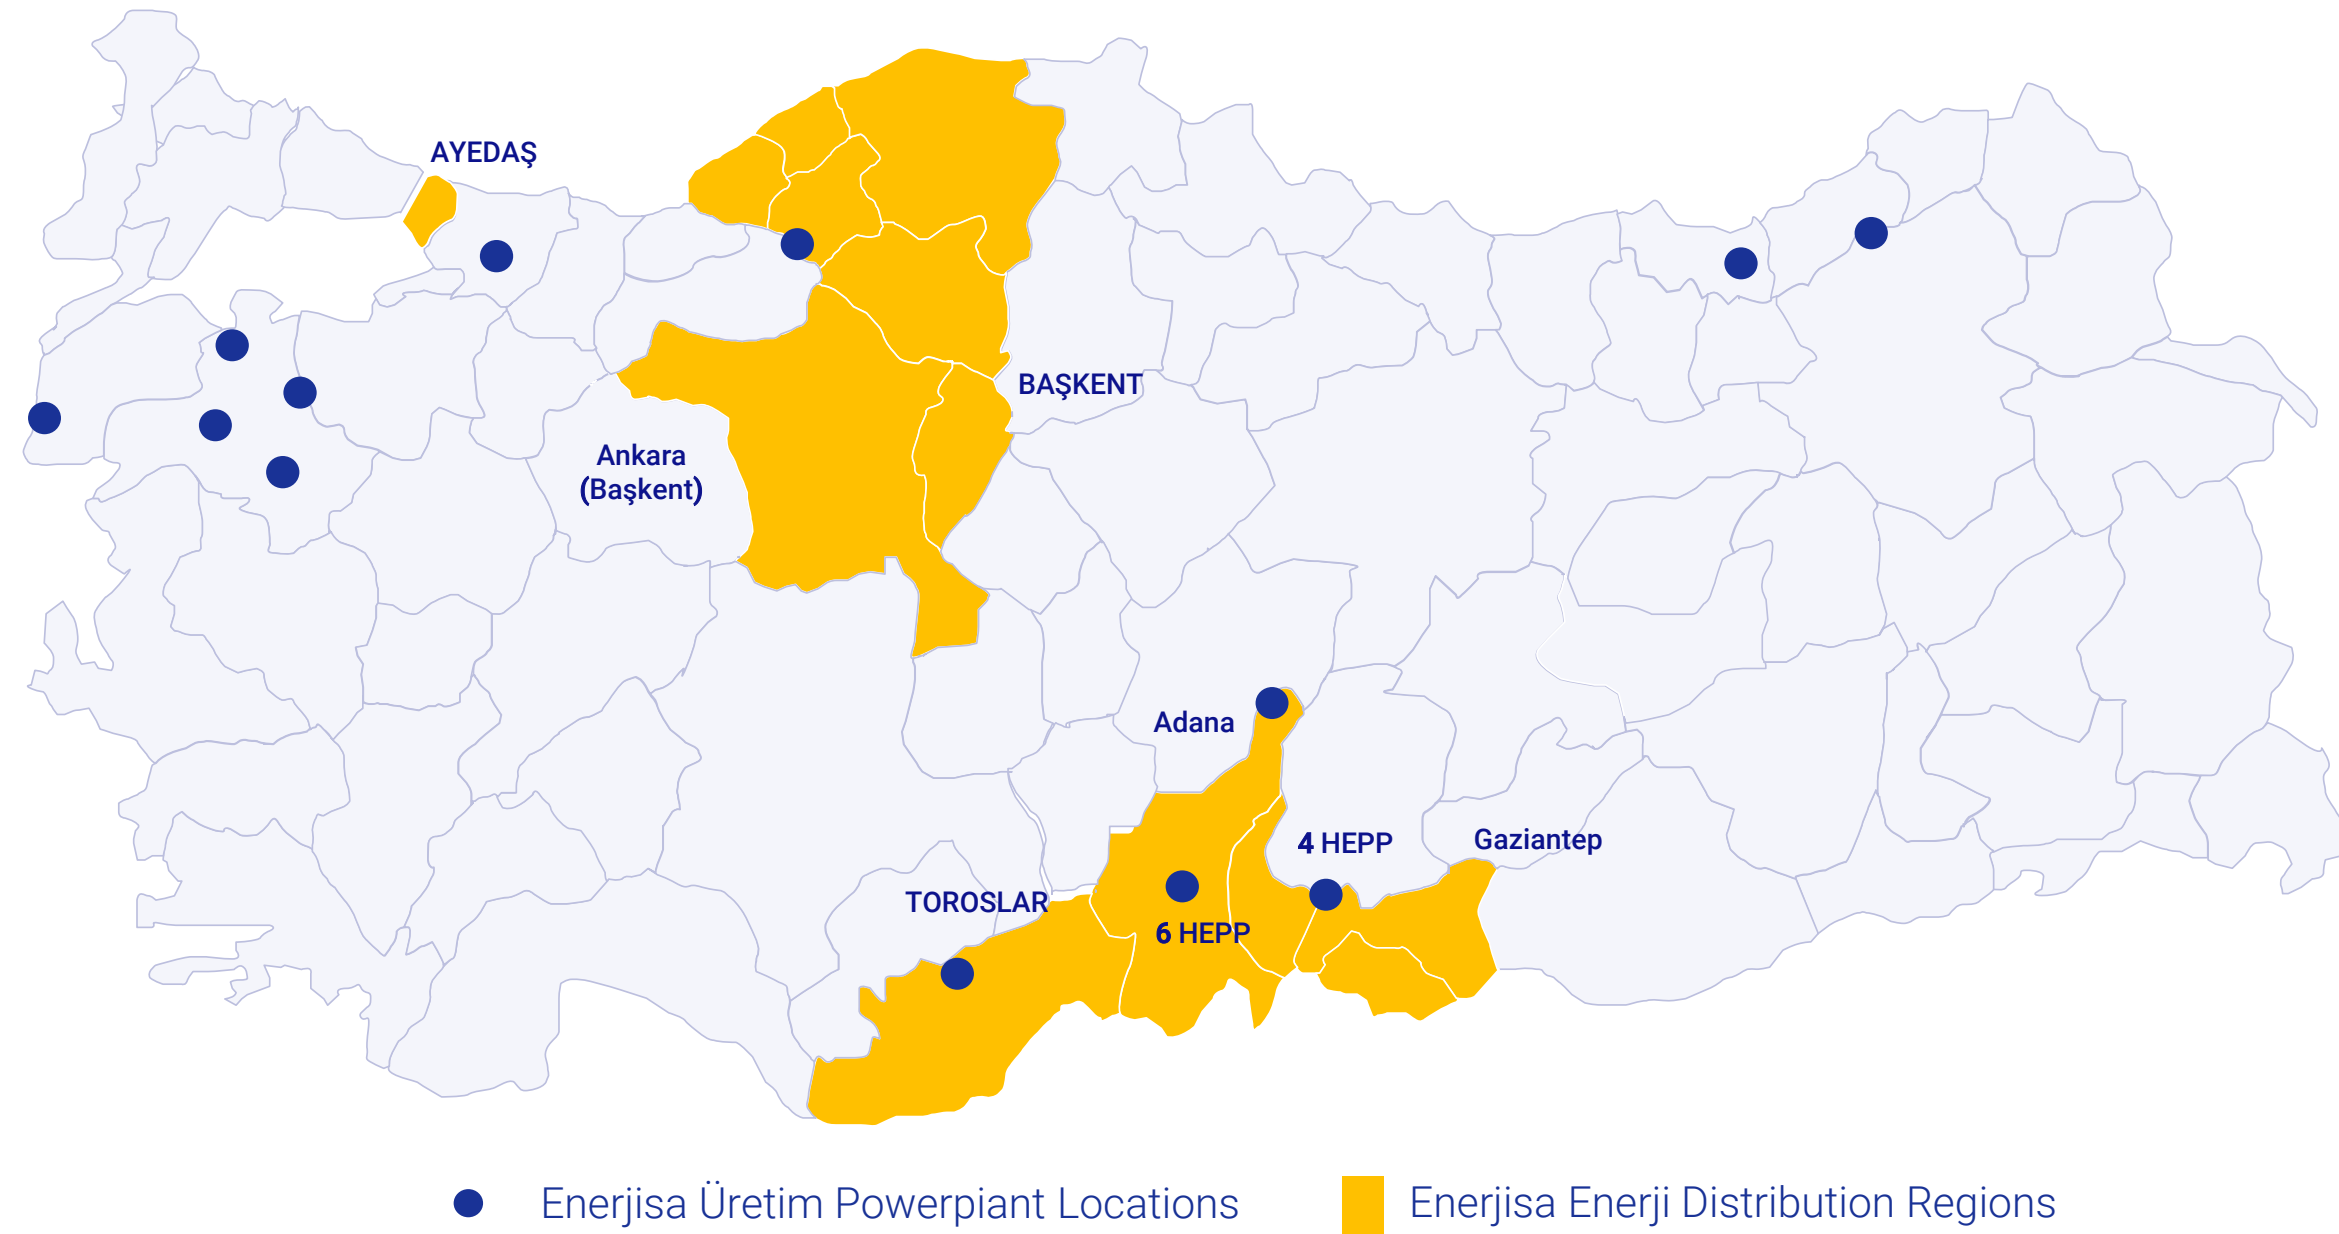 AYEDAŞ
BAŞKENT
Ankara
(Başkent)
Adana
4 HEPP
Gaziantep
TOROSLAR
6 HEPP
Enerjisa Üretim Powerpiant Locations
Enerjisa Enerji Distribution Regions